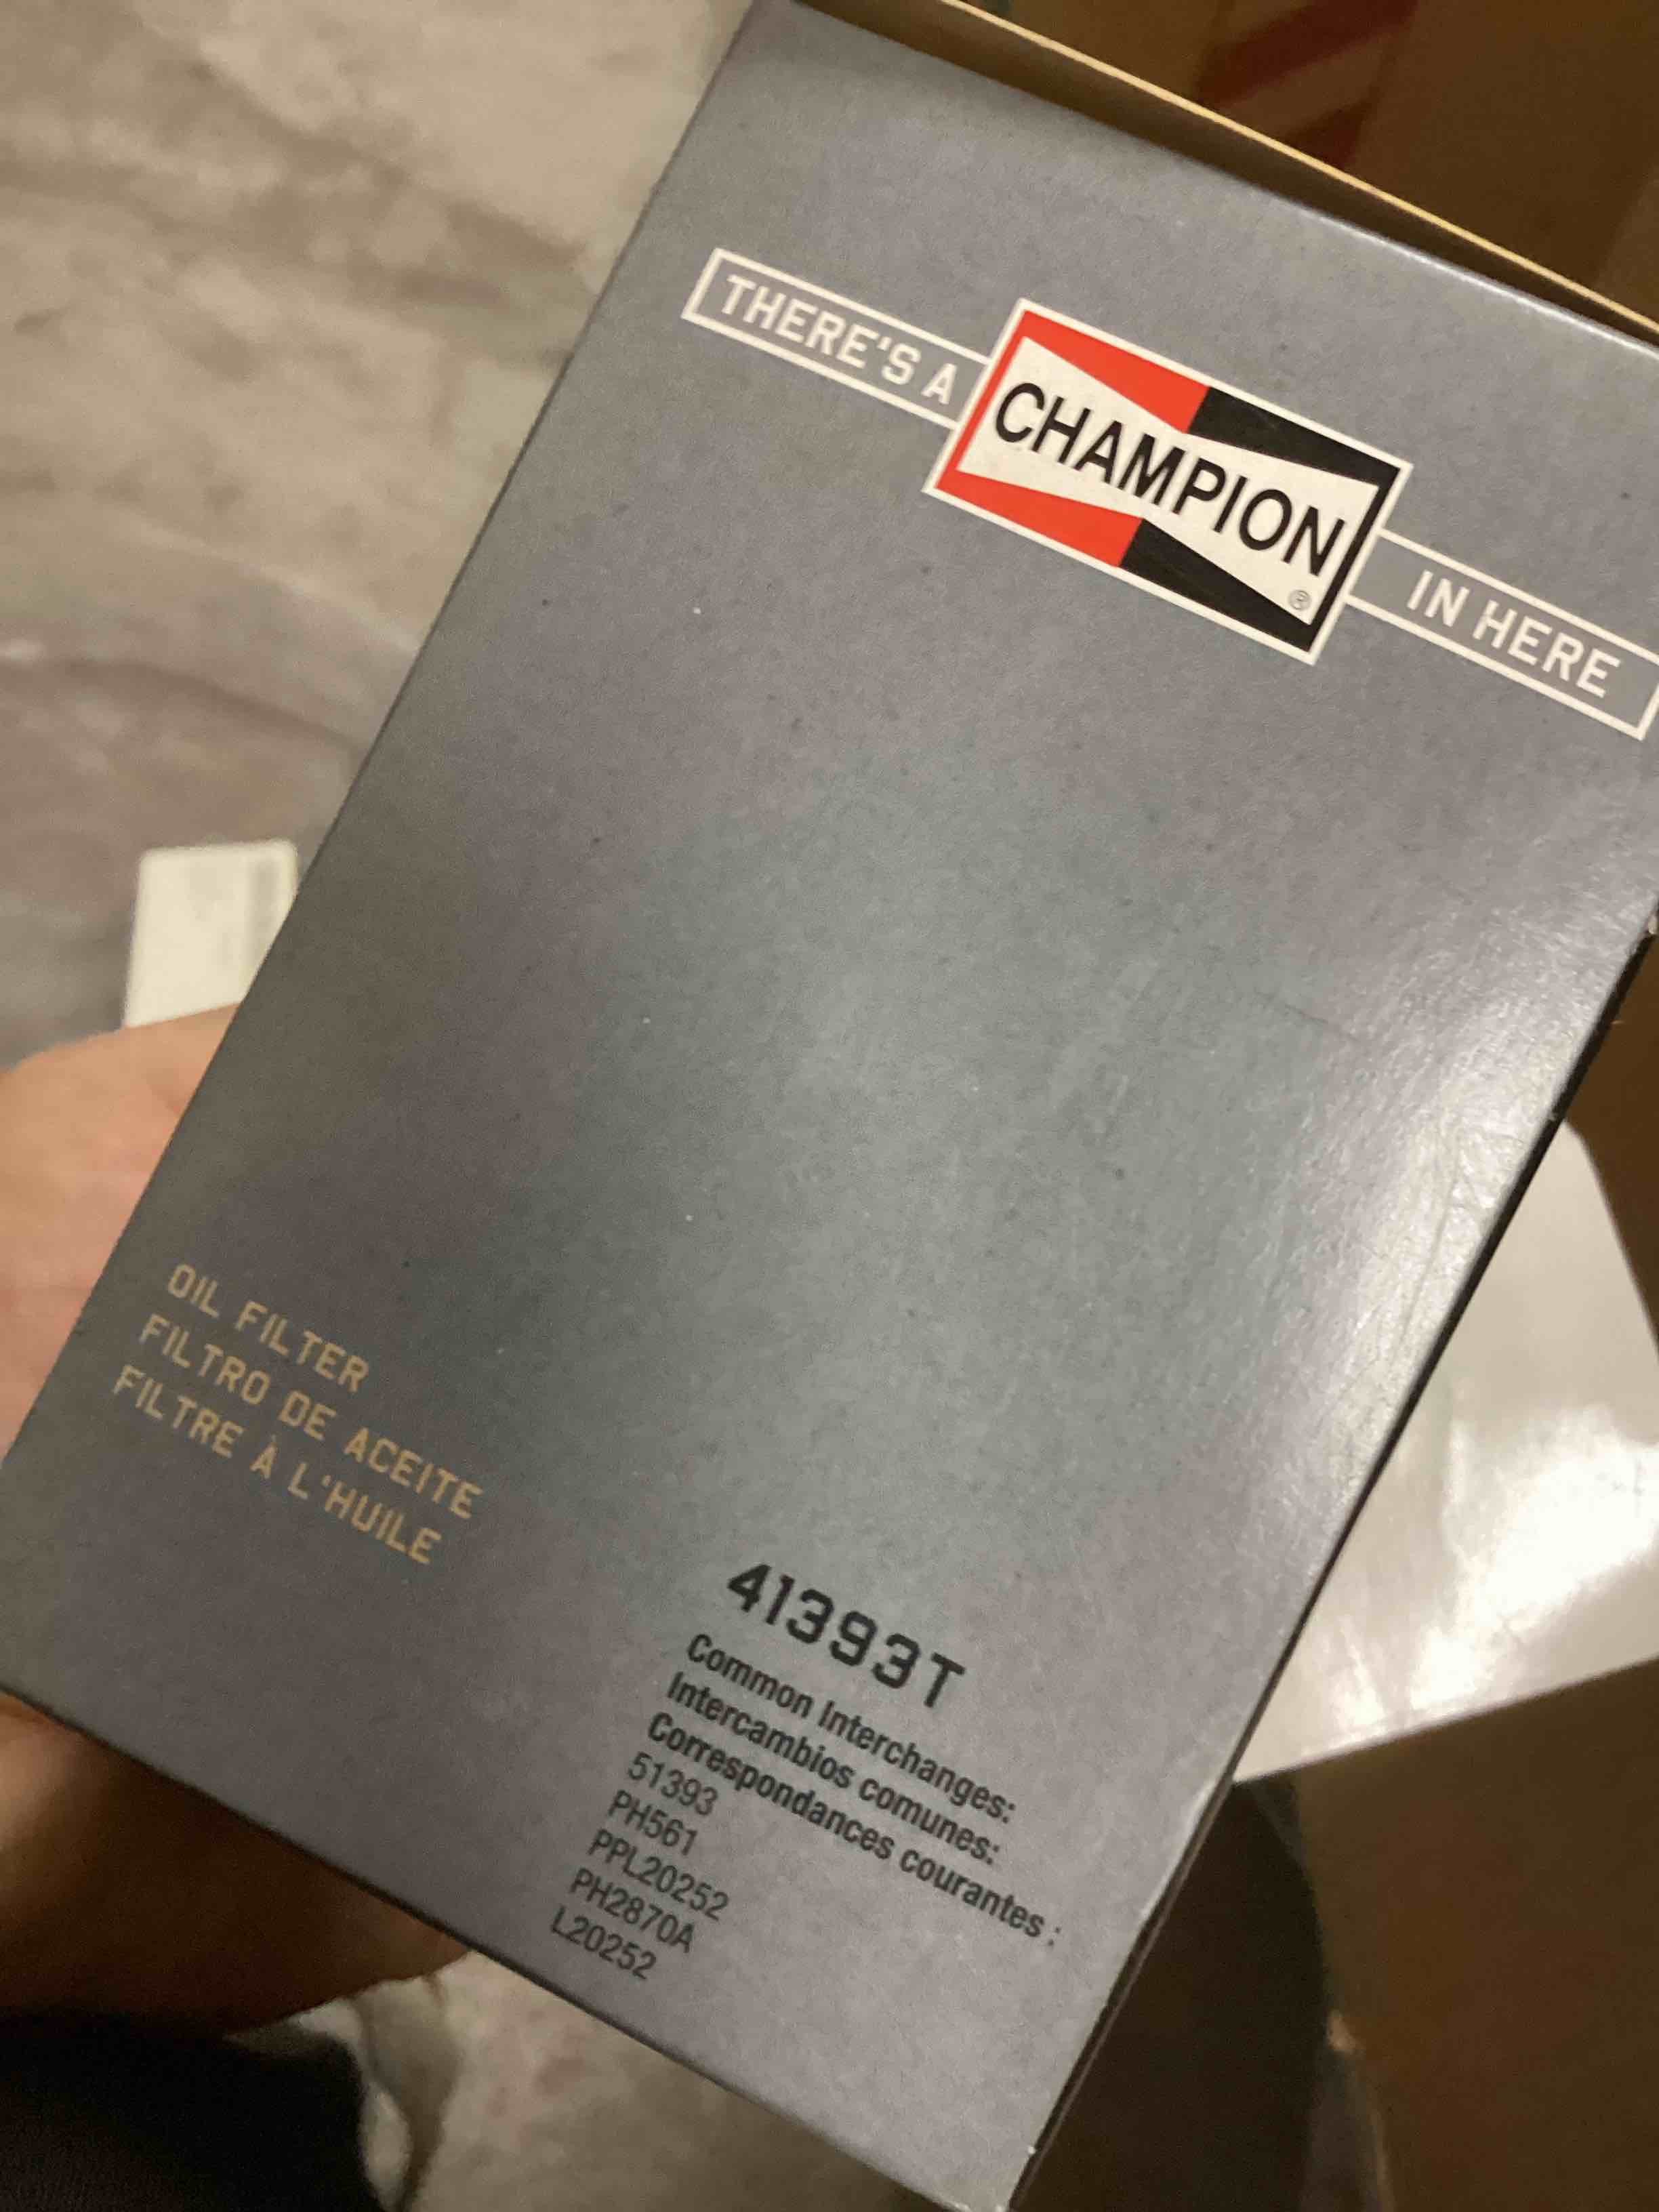 THERE'S A CHAMPION® IN HERE
OIL FILTER
FILTRO DE ACEITE
FILTRE À L'HUILE
41393T
Common Interchanges:
Intercambios comunes:
Correspondances courantes :
51393
PH561
PPL20252
PH2870A
L20252